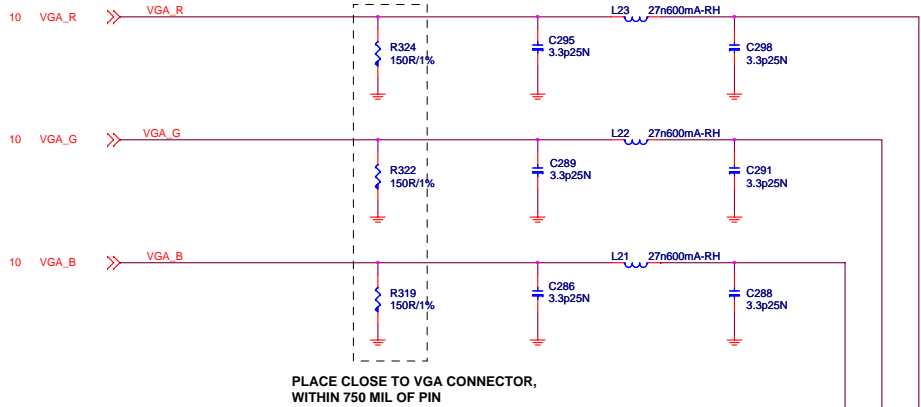 10 VGA_R VGA_R L23 27n600mA-RH
R324
150R/1%
C295
3.3p25N
C298
3.3p25N
10 VGA_G VGA_G L22 27n600mA-RH
R322
150R/1%
C289
3.3p25N
C291
3.3p25N
10 VGA_B VGA_B L21 27n600mA-RH
R319
150R/1%
C286
3.3p25N
C288
3.3p25N
PLACE CLOSE TO VGA CONNECTOR,
WITHIN 750 MIL OF PIN